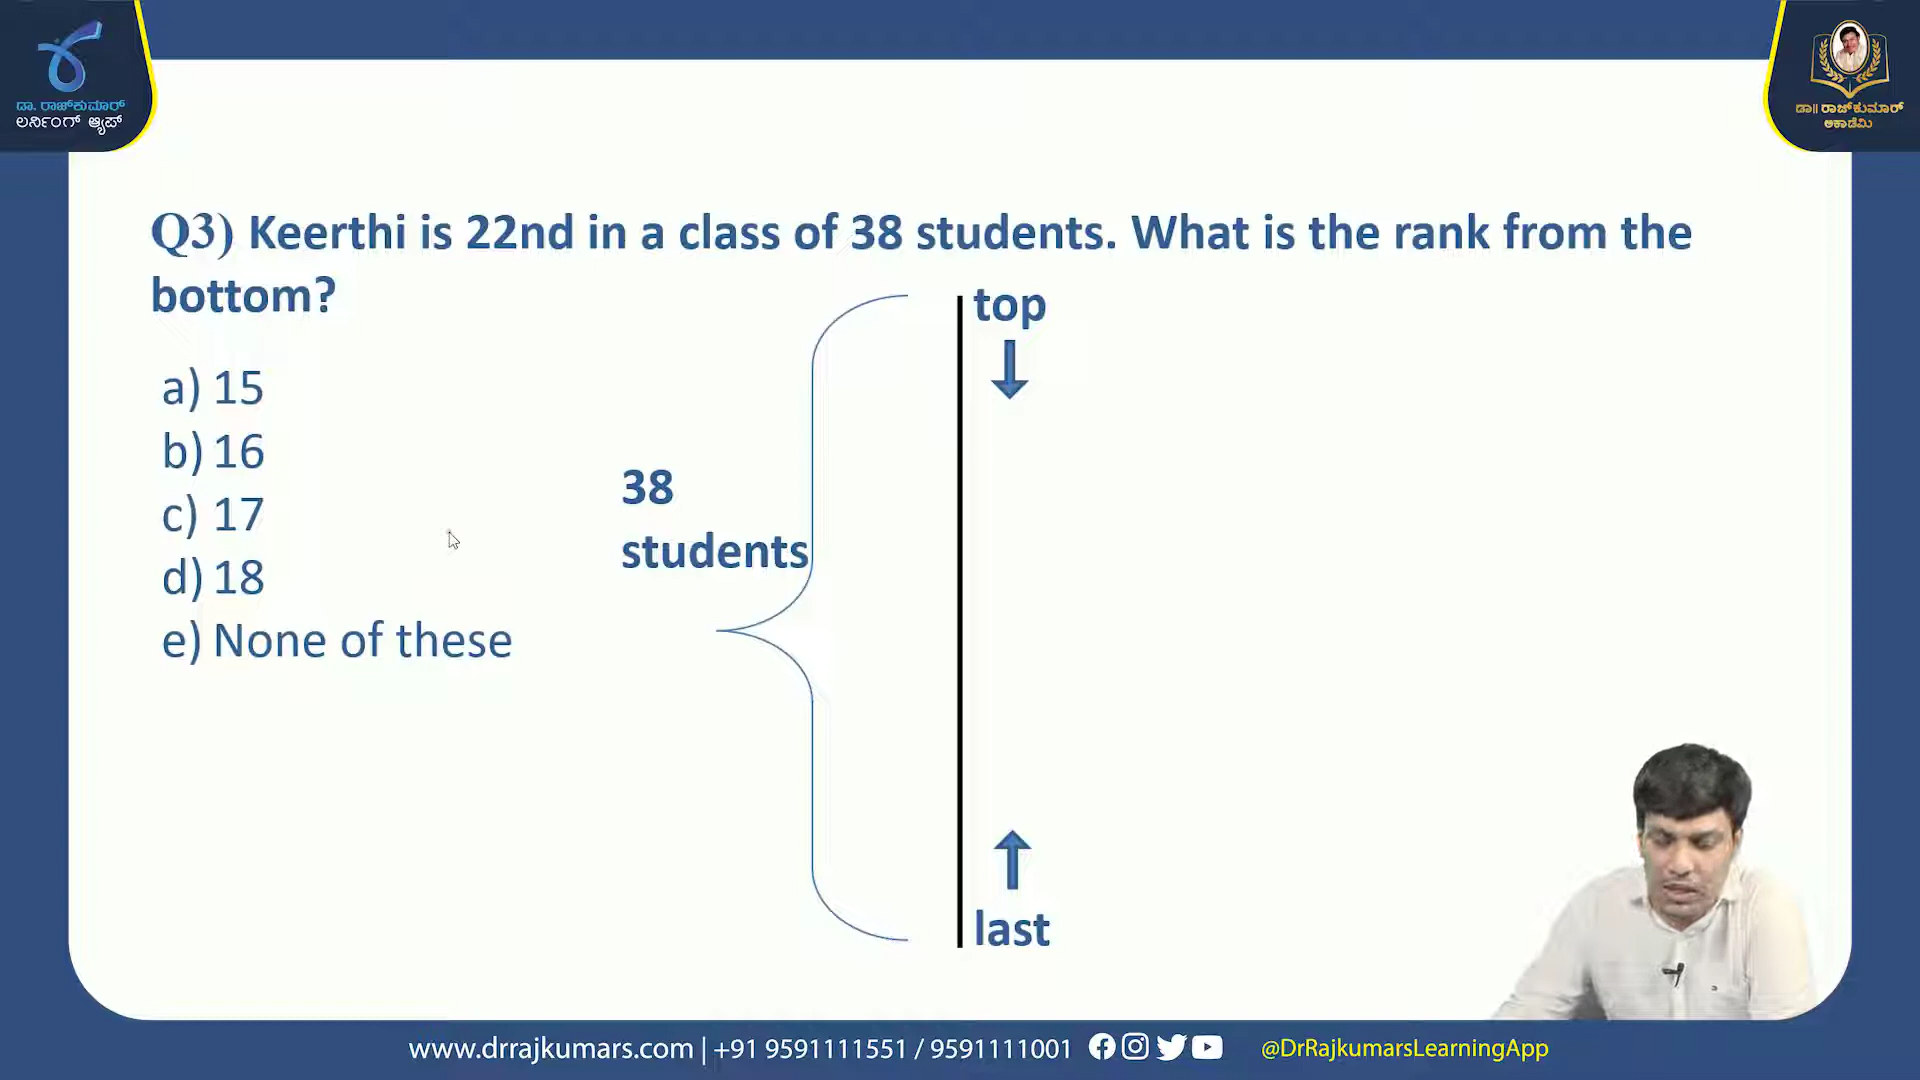 ಡಾ. ರಾಜ್‌ಕುಮಾರ್
ಲರ್ನಿಂಗ್ ಆ್ಯಪ್
ಡಾ|| ರಾಜ್‌ಕುಮಾರ್
ಅಕಾಡೆಮಿ
Q3) Keerthi is 22nd in a class of 38 students. What is the rank from the
bottom?
a) 15
b) 16
c) 17
d) 18
e) None of these
38
students
top
last
www.drrajkumars.com | +91 9591111551 / 9591111001 @DrRajkumarsLearningApp